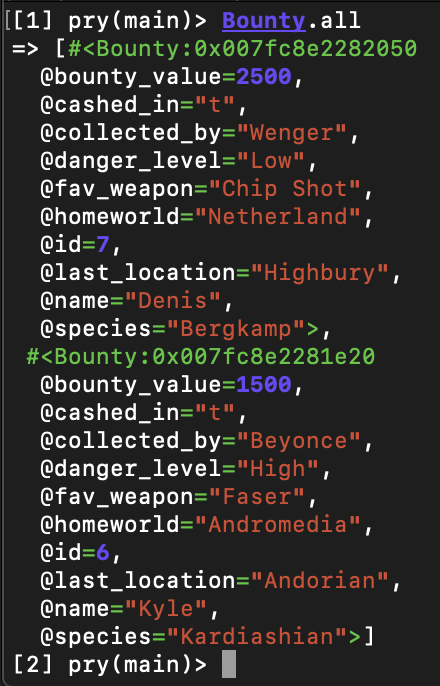 [[1] pry(main)> Bounty.all
=> [#<Bounty:0x007fc8e2282050
@bounty_value=2500,
@cashed_in="t",
@collected_by="Wenger",
@danger_level="Low",
@fav_weapon="Chip Shot",
@homeworld="Netherland",
@id=7,
@last_location="Highbury",
@name="Denis",
@species="Bergkamp">,
#<Bounty:0x007fc8e2281e20
@bounty_value=1500,
@cashed_in="t",
@collected_by="Beyonce",
@danger_level="High",
@fav_weapon="Faser",
@homeworld="Andromedia",
@id=6,
@last_location="Andorian",
@name="Kyle",
@species="Kardiashian">]
[2] pry(main)>